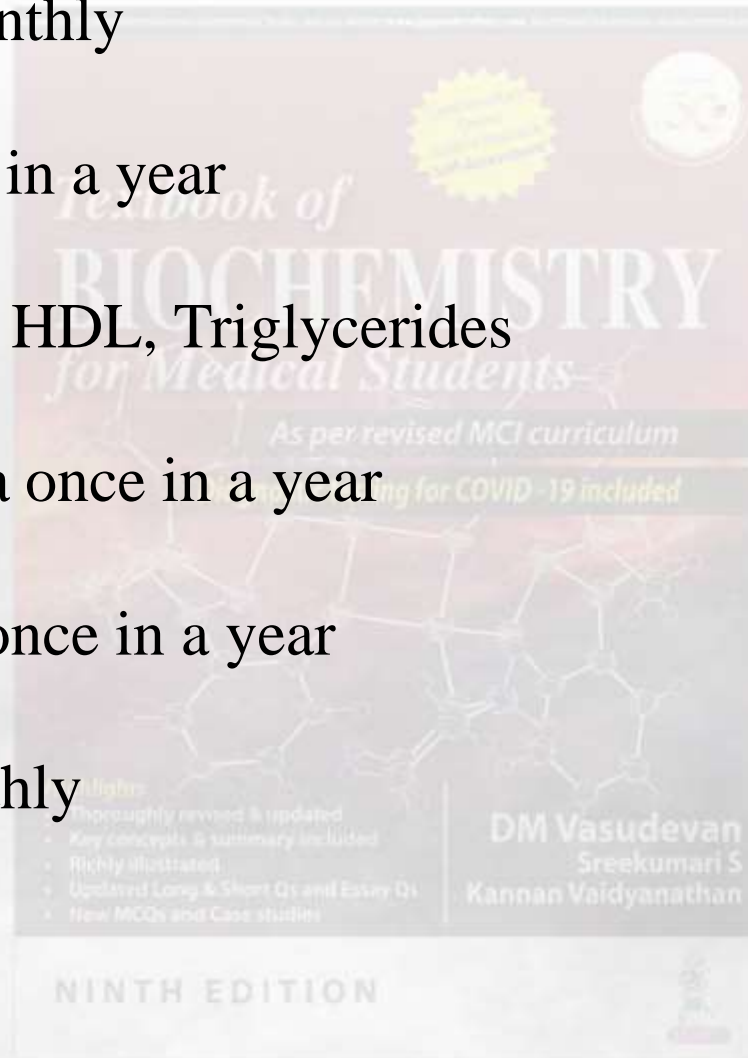 nthly
in a year
Textbook of
BIOCHEMISTRY
HDL, Triglycerides
for Medical Students
As per revised MCI curriculum
a once in a year
for COVID-19 included
once in a year
hly
Thoroughly revised & updated
Key concepts & summary included
Richly illustrated
Updated Long & Short Qs and Essay Qs
New MCQs and Case studies
DM Vasudevan
Sreekumari S
Kannan Vaidyanathan
NINTH EDITION